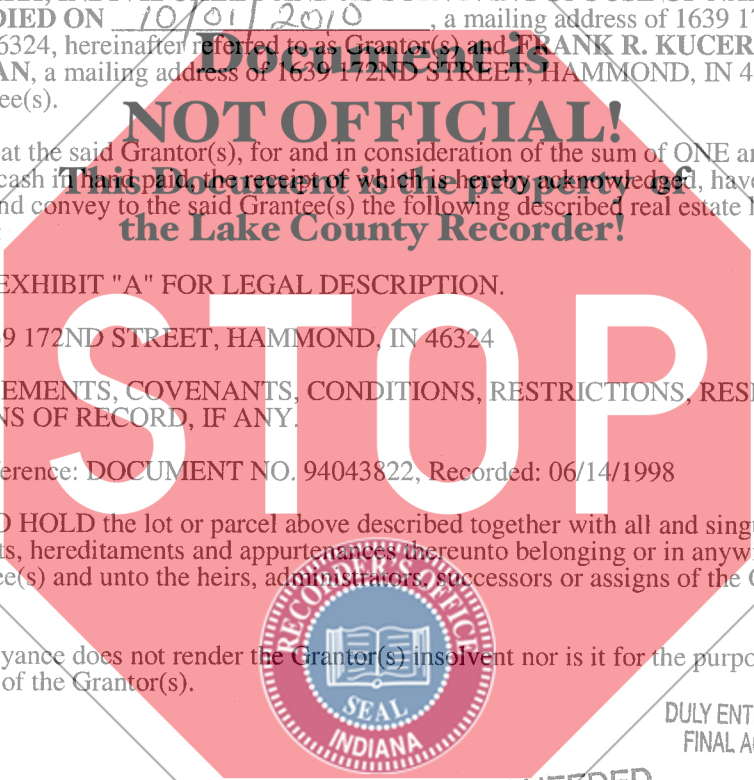 DIED ON 10/01/2010, a mailing address of 1639 17
6324, hereinafter referred to as Grantor(s) and FRANK R. KUCER
Document is
AN, a mailing address of 1639 172ND STREET, HAMMOND, IN 4
ee(s).
NOT OFFICIAL!
at the said Grantor(s), for and in consideration of the sum of ONE an
cash in hand paid, the receipt of which is hereby acknowledged, have
This Document is the property of
nd convey to the said Grantee(s) the following described real estate l
the Lake County Recorder!
EXHIBIT "A" FOR LEGAL DESCRIPTION.
9 172ND STREET, HAMMOND, IN 46324
EMENTS, COVENANTS, CONDITIONS, RESTRICTIONS, RESE
NS OF RECORD, IF ANY.
STOP
ference: DOCUMENT NO. 94043822, Recorded: 06/14/1998
O HOLD the lot or parcel above described together with all and singu
ts, hereditaments and appurtenances thereunto belonging or in anywi
ee(s) and unto the heirs, administrators, successors or assigns of the G
RECORDER'S OFFICE
SEAL
INDIANA
yance does not render the Grantor(s) insolvent nor is it for the purpo
of the Grantor(s).
DULY ENT
FINAL AC